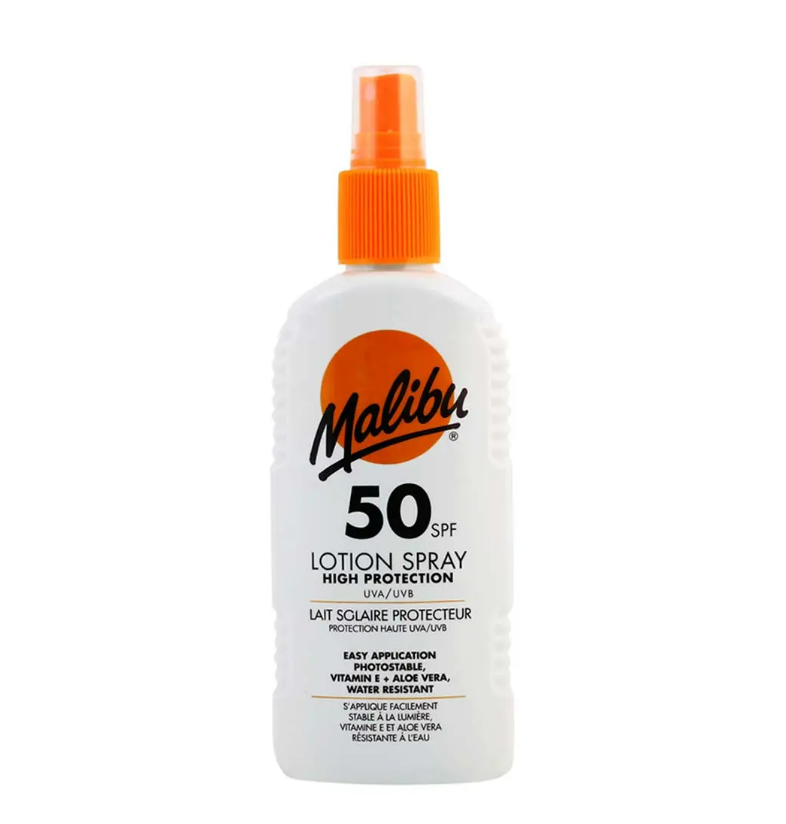 Malibu®
50 SPF
LOTION SPRAY
HIGH PROTECTION
UVA/UVB
LAIT SOLAIRE PROTECTEUR
PROTECTION HAUTE UVA/UVB
EASY APPLICATION
PHOTOSTABLE,
VITAMIN E + ALOE VERA,
WATER RESISTANT
S'APPLIQUE FACILEMENT
STABLE À LA LUMIÈRE,
VITAMINE E ET ALOE VERA
RÉSISTANTE À L'EAU